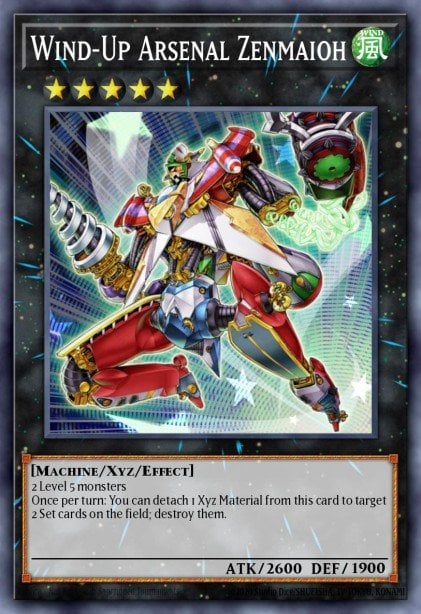 Wind-Up Arsenal Zenmaioh
WIND
風
[Machine/Xyz/Effect]
2 Level 5 monsters
Once per turn: You can detach 1 Xyz Material from this card to target
2 Set cards on the field; destroy them.
ATK/2600 DEF/1900